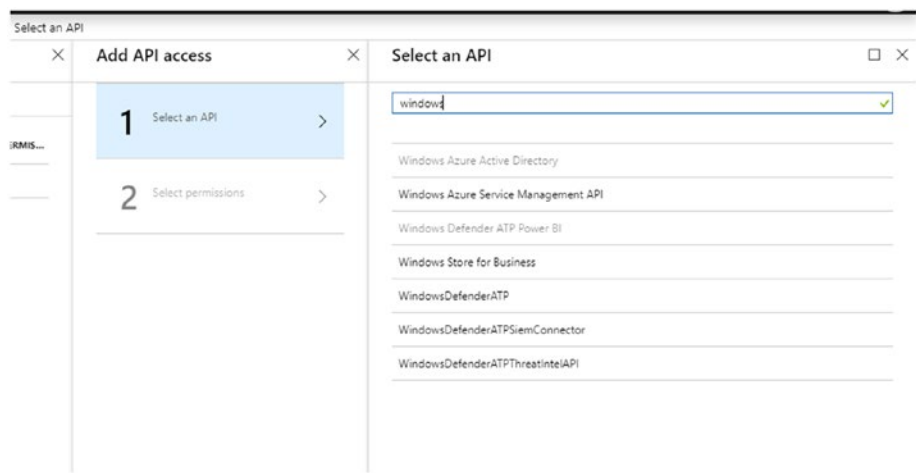 Select an API
Add API access
Select an API
ERMIS...
1 Select an API
2 Select permissions
windows
Windows Azure Active Directory
Windows Azure Service Management API
Windows Defender ATP Power BI
Windows Store for Business
WindowsDefenderATP
WindowsDefenderATPSiemConnector
WindowsDefenderATPThreatIntelAPI